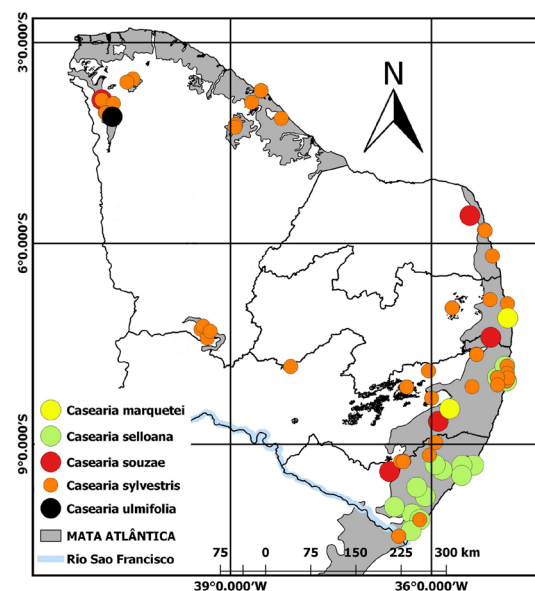 3°0.000'S
N
6°0.000'S
Casearia marquetei
Casearia selloana
Casearia souzae
Casearia sylvestris
Casearia ulmifolia
MATA ATLÂNTICA
Rio Sao Francisco
9°0.000'S
75 0 75 150 225 300 km
39°0.000'W 36°0.000'W